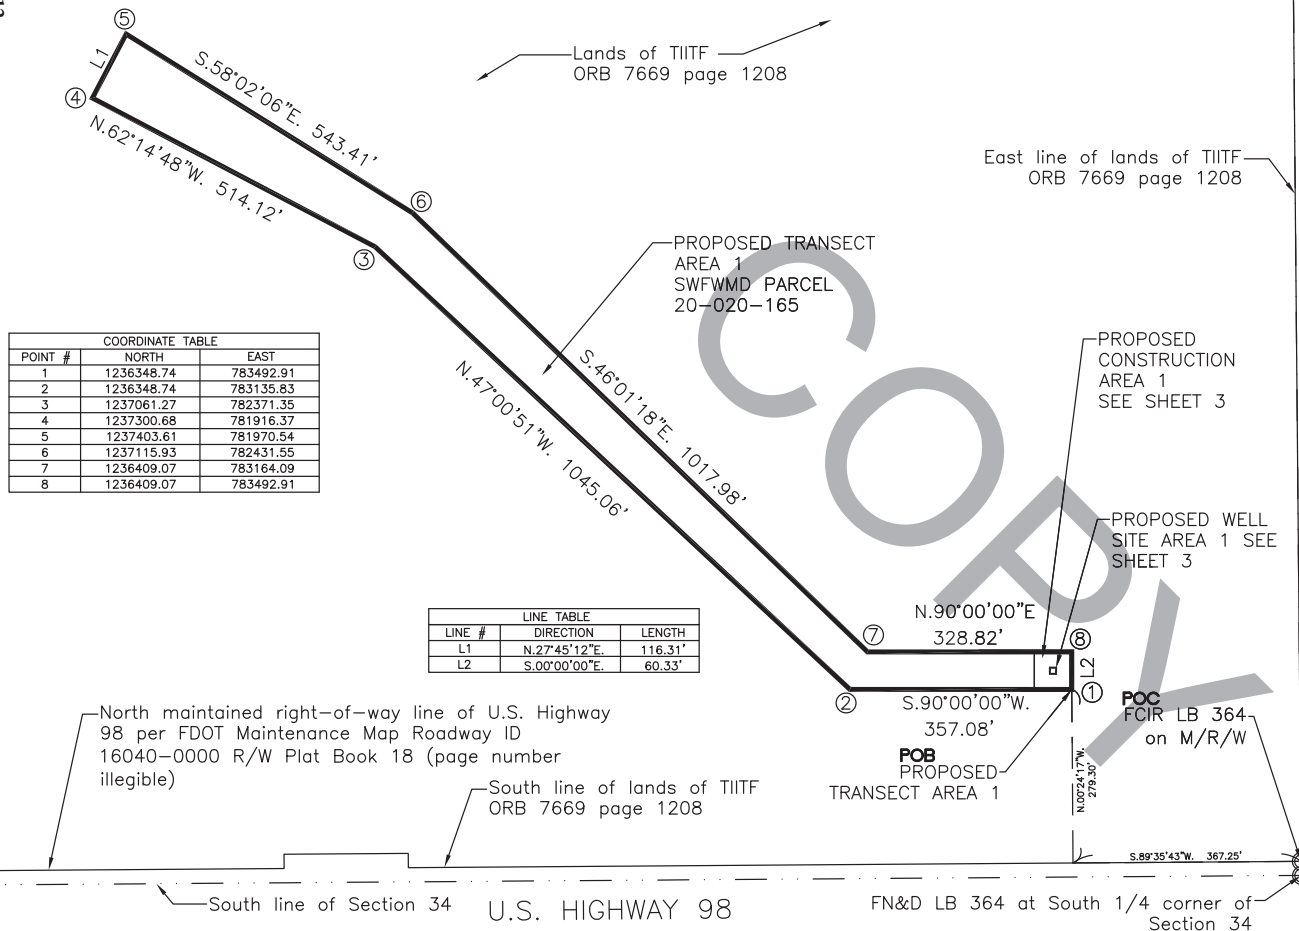 5
L1
4
S.58°02'06"E. 543.41'
N.62°14'48"W. 514.12'
Lands of TIITF
ORB 7669 page 1208
East line of lands of TIITF
ORB 7669 page 1208
6
3
PROPOSED TRANSECT
AREA 1
SWFWMD PARCEL
20-020-165
COORDINATE TABLE
POINT # NORTH EAST
1 1236348.74 783492.91
2 1236348.74 783135.83
3 1237061.27 782371.35
4 1237300.68 781916.37
5 1237403.61 781970.54
6 1237115.93 782431.55
7 1236409.07 783164.09
8 1236409.07 783492.91
S.46°01'18"E. 1017.98'
N.47°00'51"W. 1045.06'
PROPOSED
CONSTRUCTION
AREA 1
SEE SHEET 3
COPY
PROPOSED WELL
SITE AREA 1 SEE
SHEET 3
LINE TABLE
LINE # DIRECTION LENGTH
L1 N.27°45'12"E. 116.31'
L2 S.00°00'00"E. 60.33'
N.90°00'00"E
328.82'
7
8
L2
2
1
S.90°00'00"W.
357.08'
POC
FCIR LB 364
on M/R/W
POB
PROPOSED
TRANSECT AREA 1
N.00°24'17"W.
279.30'
North maintained right-of-way line of U.S. Highway
98 per FDOT Maintenance Map Roadway ID
16040-0000 R/W Plat Book 18 (page number
illegible)
South line of lands of TIITF
ORB 7669 page 1208
S.89°35'43"W. 367.25'
South line of Section 34
U.S. HIGHWAY 98
FN&D LB 364 at South 1/4 corner of
Section 34